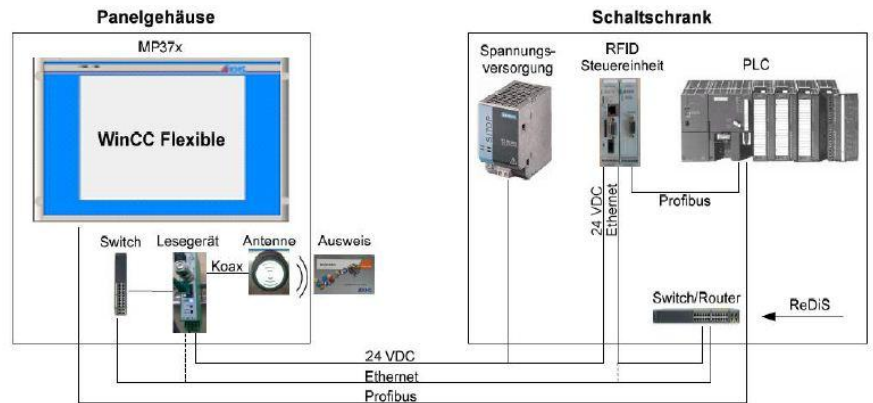 Panelgehäuse
MP37x
WinCC Flexible
Switch
Lesegerät
Antenne
Ausweis
Koax
Schaltschrank
Spannungs-
versorgung
RFID
Steuereinheit
PLC
24 VDC
Ethernet
Profibus
Switch/Router
ReDiS
24 VDC
Ethernet
Profibus